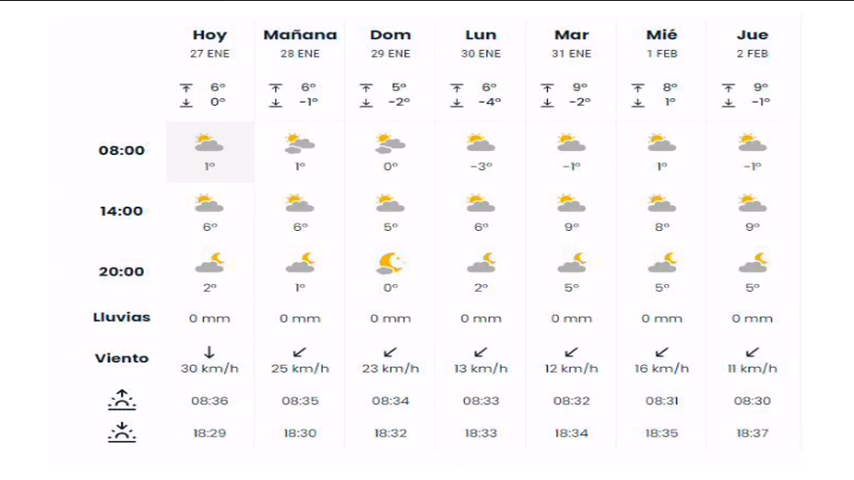 Hoy Mañana Dom Lun Mar Mié Jue
27 ENE 28 ENE 29 ENE 30 ENE 31 ENE 1 FEB 2 FEB
6° 6° 5° 6° 9° 8° 9°
0° -1° -2° -4° -2° 1° -1°
08:00
1° 1° 0° -3° -1° 1° -1°
14:00
6° 6° 5° 6° 9° 8° 9°
20:00
2° 1° 0° 2° 5° 5° 5°
Lluvias 0 mm 0 mm 0 mm 0 mm 0 mm 0 mm 0 mm
Viento
30 km/h 25 km/h 23 km/h 13 km/h 12 km/h 16 km/h 11 km/h
08:36 08:35 08:34 08:33 08:32 08:31 08:30
18:29 18:30 18:32 18:33 18:34 18:35 18:37